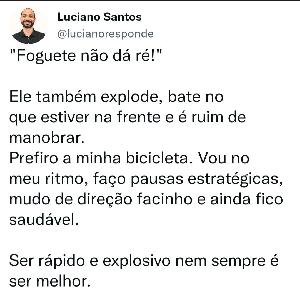 Luciano Santos
@lucianoresponde
"Foguete não dá ré!"
Ele também explode, bate no
que estiver na frente e é ruim de
manobrar.
Prefiro a minha bicicleta. Vou no
meu ritmo, faço pausas estratégicas,
mudo de direção facinho e ainda fico
saudável.
Ser rápido e explosivo nem sempre é
ser melhor.